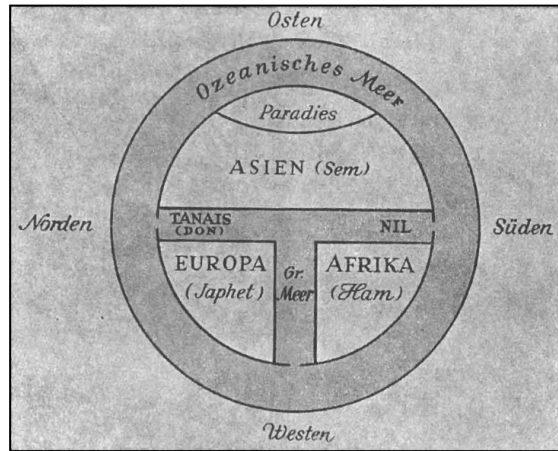 Osten
Ozeanisches Meer
Paradies
ASIEN (Sem)
Norden
TANAIS
(DON)
NIL
Süden
EUROPA
(Japhet)
Gr.
Meer
AFRIKA
(Ham)
Westen